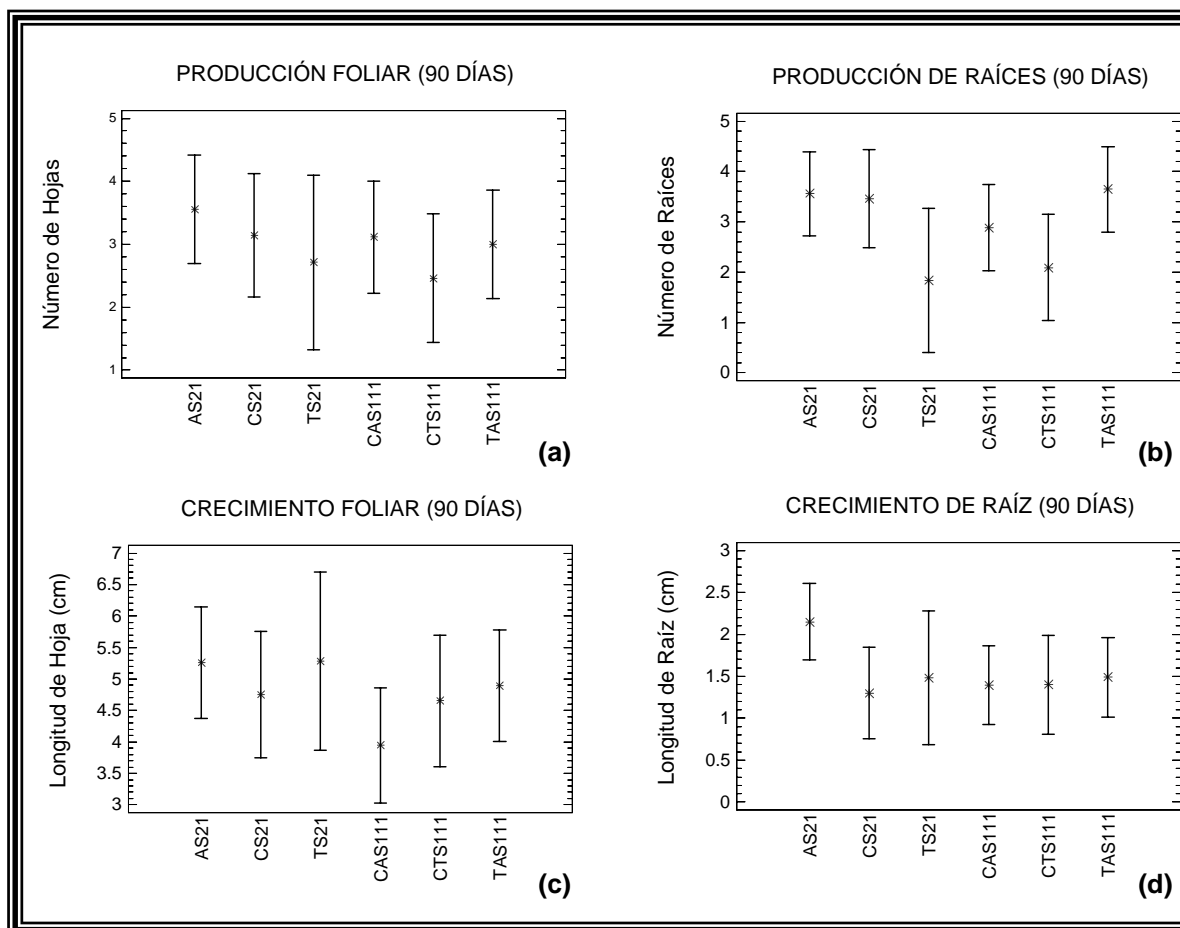 PRODUCCIÓN FOLIAR (90 DÍAS)
Número de Hojas
5
4
3
2
1
AS21
CS21
TS21
CAS111
CTS111
TAS111
(a)
PRODUCCIÓN DE RAÍCES (90 DÍAS)
Número de Raíces
5
4
3
2
1
0
AS21
CS21
TS21
CAS111
CTS111
TAS111
(b)
CRECIMIENTO FOLIAR (90 DÍAS)
Longitud de Hoja (cm)
7
6.5
6
5.5
5
4.5
4
3.5
3
AS21
CS21
TS21
CAS111
CTS111
TAS111
(c)
CRECIMIENTO DE RAÍZ (90 DÍAS)
Longitud de Raíz (cm)
3
2.5
2
1.5
1
0.5
0
AS21
CS21
TS21
CAS111
CTS111
TAS111
(d)